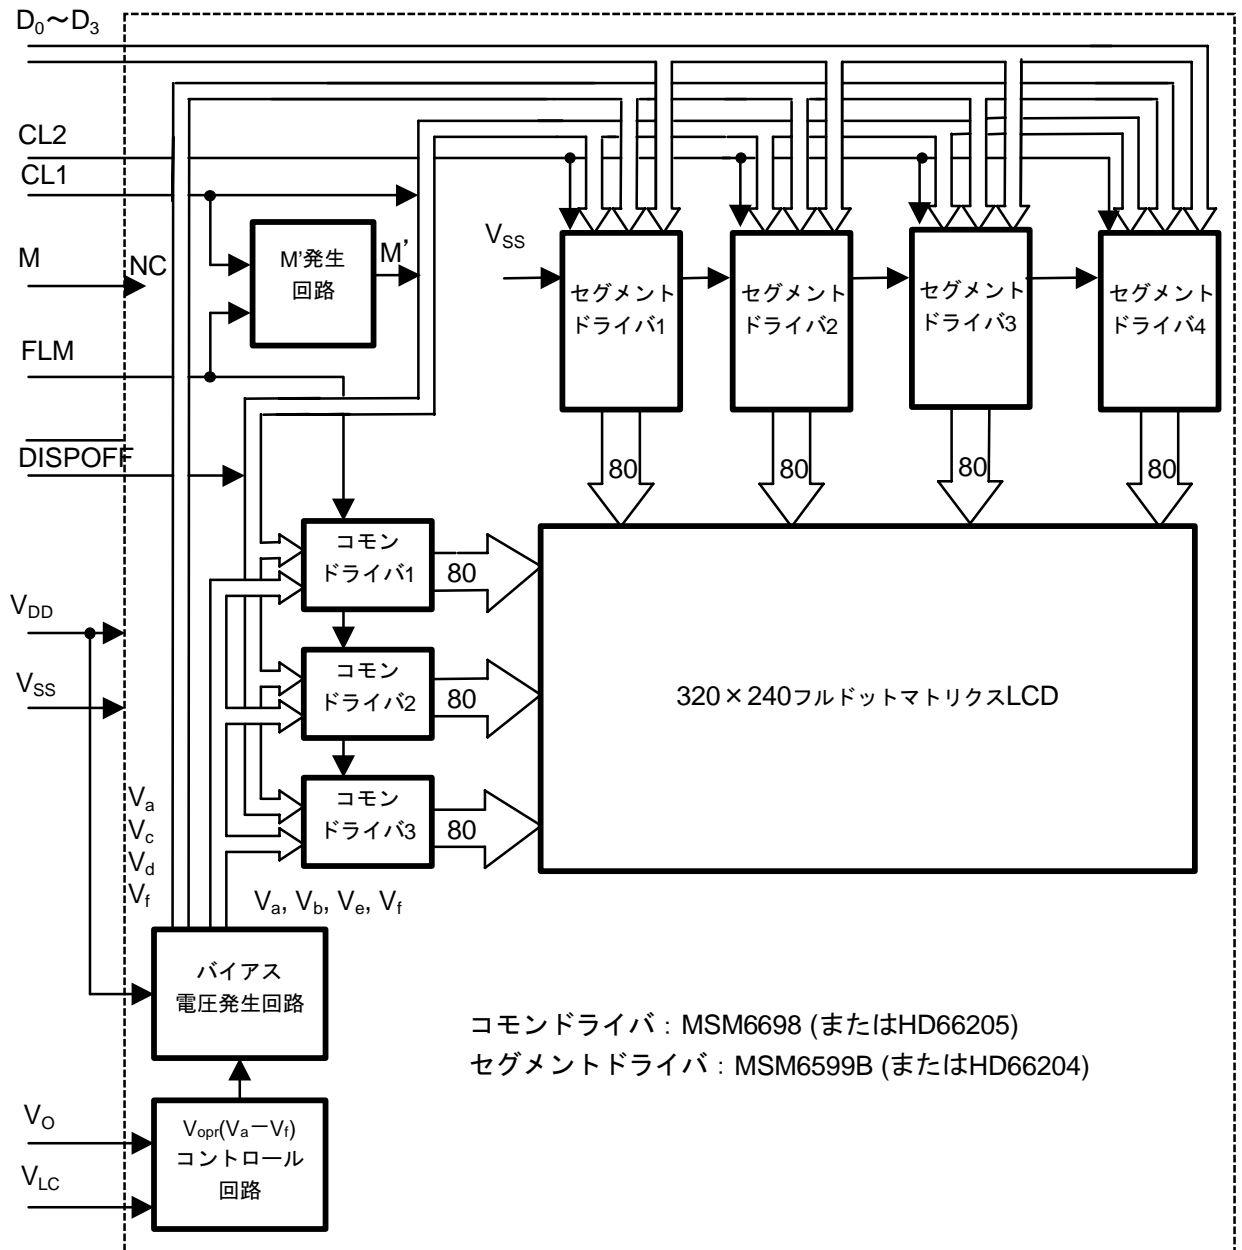 D0～D3
CL2
CL1
M
NC
FLM
DISPOFF
VDD
VSS
M'発生
回路
M'
VSS
セグメント
ドライバ1
セグメント
ドライバ2
セグメント
ドライバ3
セグメント
ドライバ4
80
80
80
80
コモン
ドライバ1
80
コモン
ドライバ2
80
コモン
ドライバ3
80
320×240フルドットマトリクスLCD
Va
Vc
Vd
Vf
Va, Vb, Ve, Vf
バイアス
電圧発生回路
コモンドライバ：MSM6698 (またはHD66205)
セグメントドライバ：MSM6599B (またはHD66204)
VO
VLC
Vopr(Va－Vf)
コントロール
回路